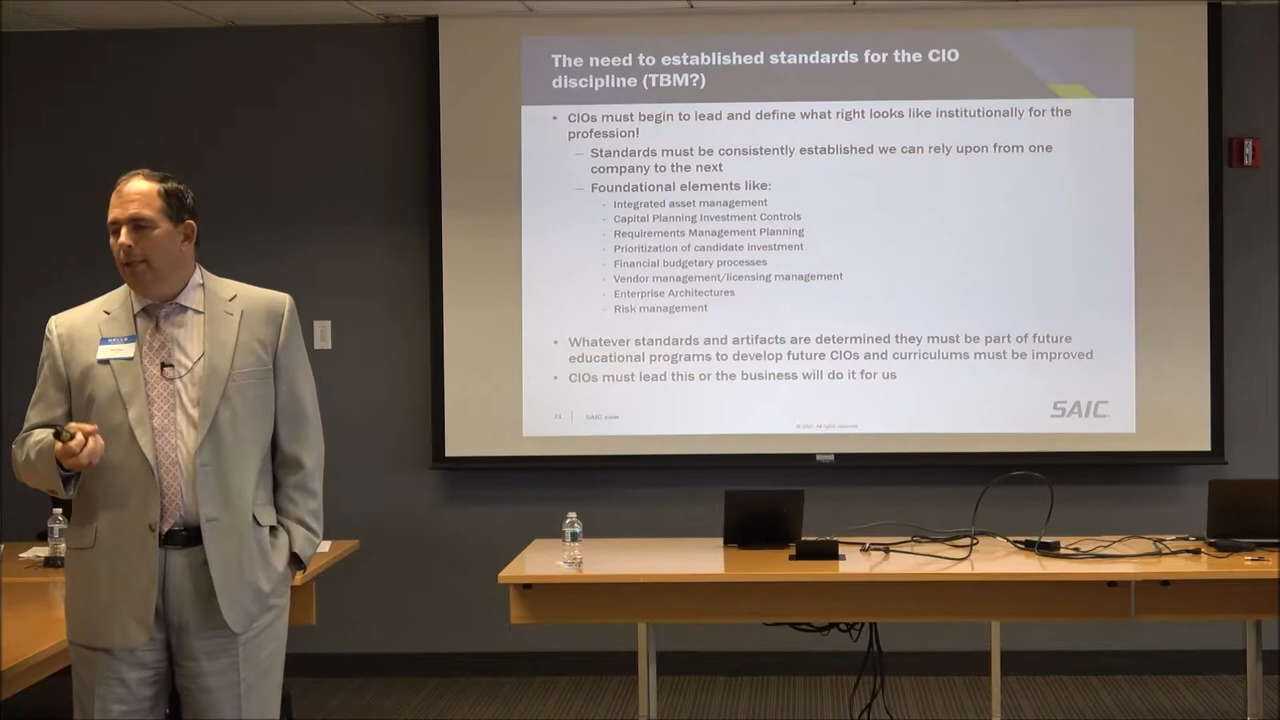 The need to established standards for the CIO
discipline (TBM?)
• CIOs must begin to lead and define what right looks like institutionally for the
profession!
– Standards must be consistently established we can rely upon from one
company to the next
– Foundational elements like:
· Integrated asset management
· Capital Planning Investment Controls
· Requirements Management Planning
· Prioritization of candidate investment
· Financial budgetary processes
· Vendor management/licensing management
· Enterprise Architectures
· Risk management
• Whatever standards and artifacts are determined they must be part of future
educational programs to develop future CIOs and curriculums must be improved
• CIOs must lead this or the business will do it for us
SAIC
© SAIC. All rights reserved
HELLO